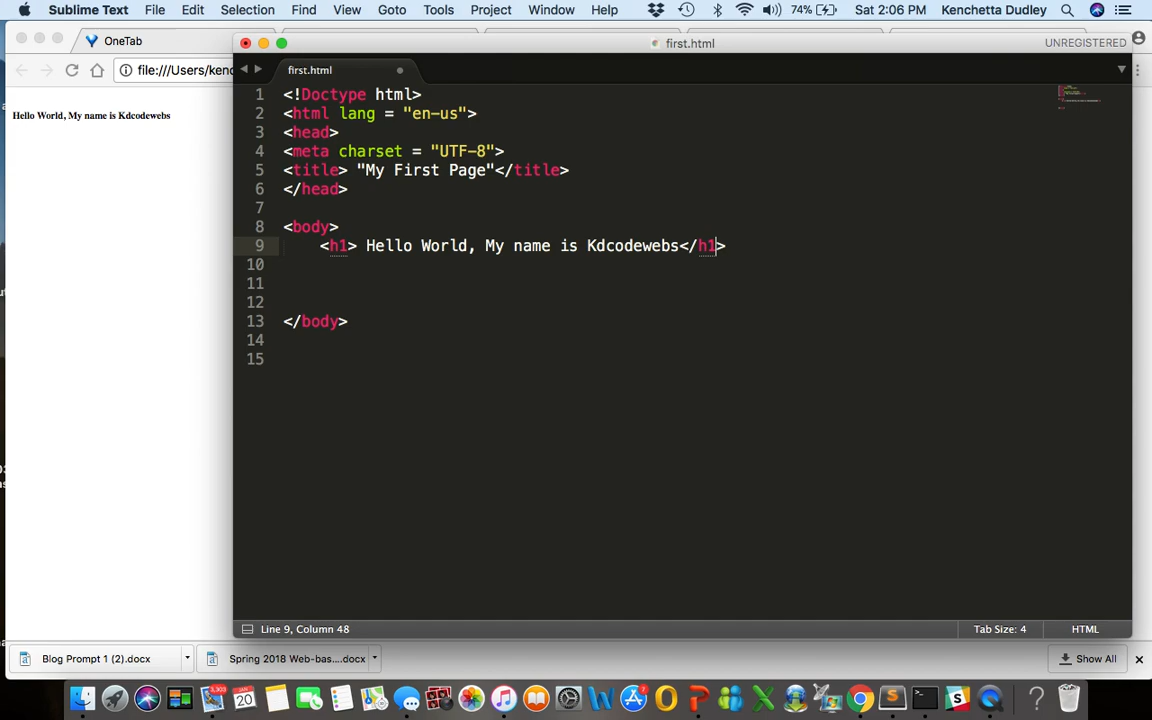 Sublime Text File Edit Selection Find View Goto Tools Project Window Help 74% Sat 2:06 PM Kenchetta Dudley
OneTab
file:///Users/kenc
Hello World, My name is Kdcodewebs
first.html UNREGISTERED
first.html
1 <!Doctype html>
2 <html lang = "en-us">
3 <head>
4 <meta charset = "UTF-8">
5 <title> "My First Page"</title>
6 </head>
7
8 <body>
9 <h1> Hello World, My name is Kdcodewebs</h1>
10
11
12
13 </body>
14
15
Line 9, Column 48 Tab Size: 4 HTML
Blog Prompt 1 (2).docx Spring 2018 Web-bas....docx Show All